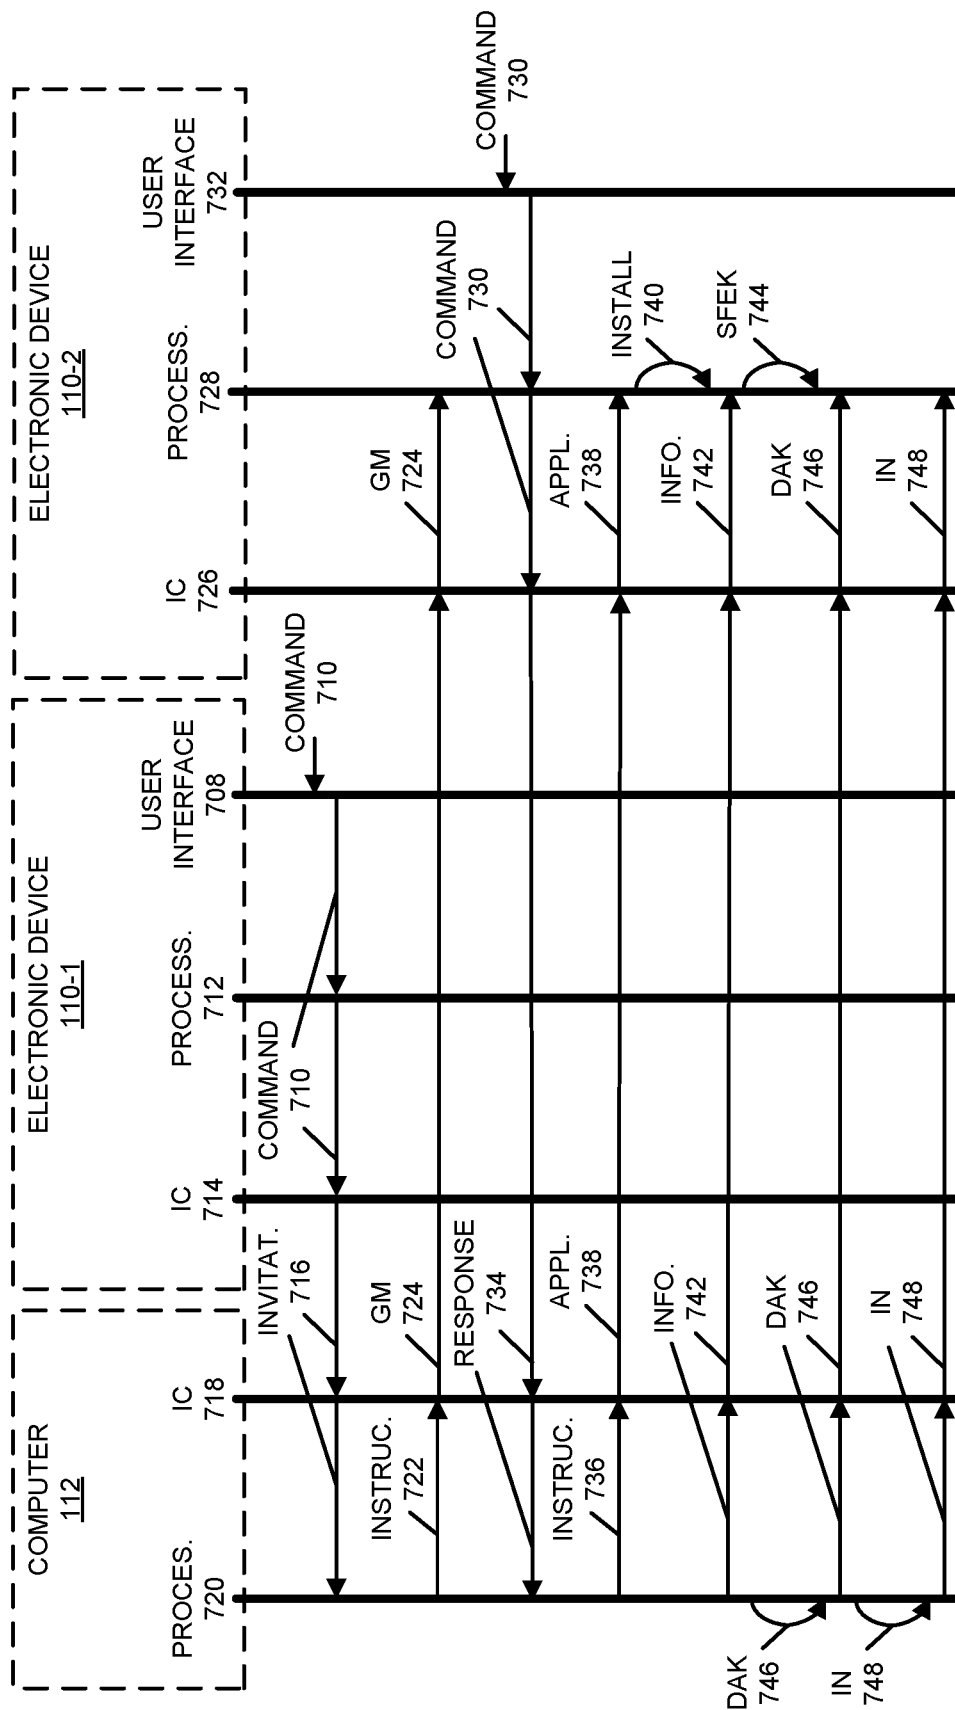 COMPUTER
112
PROCES.
720
IC
718
ELECTRONIC DEVICE
110-1
IC
714
PROCESS.
712
USER
INTERFACE
708
ELECTRONIC DEVICE
110-2
IC
726
PROCESS.
728
USER
INTERFACE
732
INVITAT.
716
COMMAND
710
COMMAND
710
INSTRUC.
722
GM
724
GM
724
RESPONSE
734
COMMAND
730
COMMAND
730
INSTRUC.
736
APPL.
738
APPL.
738
INSTALL
740
INFO.
742
INFO.
742
SFEK
744
DAK
746
DAK
746
DAK
746
IN
748
IN
748
IN
748